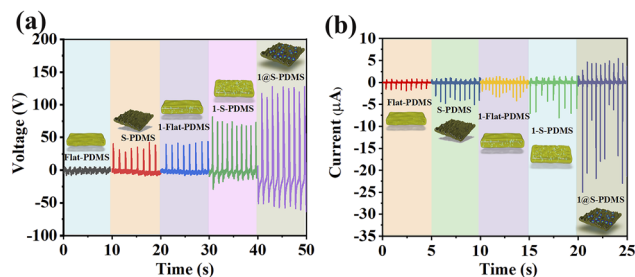 (a)
200
150
100
50
0
-50
-100
Voltage (V)
Flat-PDMS
S-PDMS
1-Flat-PDMS
1-S-PDMS
1@S-PDMS
0 10 20 30 40 50
Time (s)
(b)
10
5
0
-5
-10
-15
-20
-25
-30
-35
Current (μA)
Flat-PDMS
S-PDMS
1-Flat-PDMS
1-S-PDMS
1@S-PDMS
0 5 10 15 20 25
Time (s)